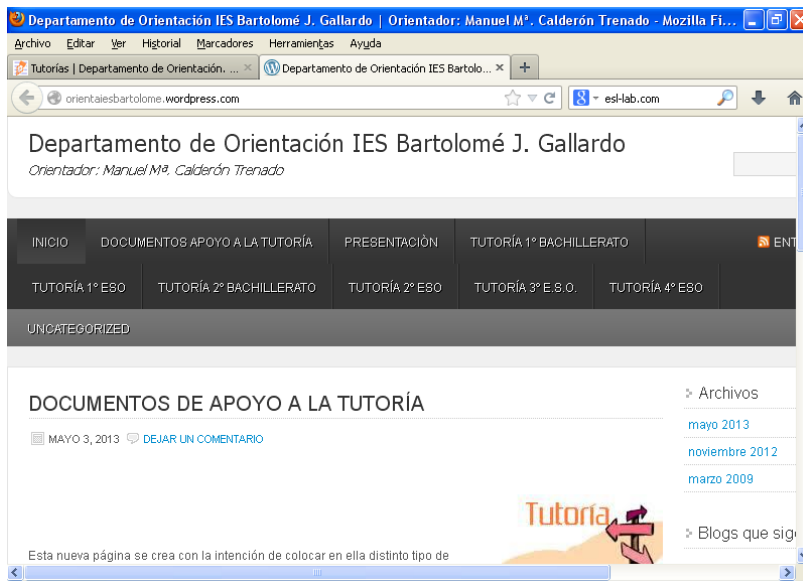 Departamento de Orientación IES Bartolomé J. Gallardo | Orientador: Manuel Mª. Calderón Trenado - Mozilla Fi...
Archivo Editar Ver Historial Marcadores Herramientas Ayuda
Tutorías | Departamento de Orientación. ... Departamento de Orientación IES Bartolo...
orientaiesbartolome.wordpress.com esl-lab.com
Departamento de Orientación IES Bartolomé J. Gallardo
Orientador: Manuel Mª. Calderón Trenado
INICIO DOCUMENTOS APOYO A LA TUTORÍA PRESENTACIÒN TUTORÍA 1º BACHILLERATO ENT
TUTORÍA 1º ESO TUTORÍA 2º BACHILLERATO TUTORÍA 2º ESO TUTORÍA 3º E.S.O. TUTORÍA 4º ESO
UNCATEGORIZED
DOCUMENTOS DE APOYO A LA TUTORÍA
MAYO 3, 2013 DEJAR UN COMENTARIO
Tutoría
Esta nueva página se crea con la intención de colocar en ella distinto tipo de
Archivos
mayo 2013
noviembre 2012
marzo 2009
Blogs que sigo